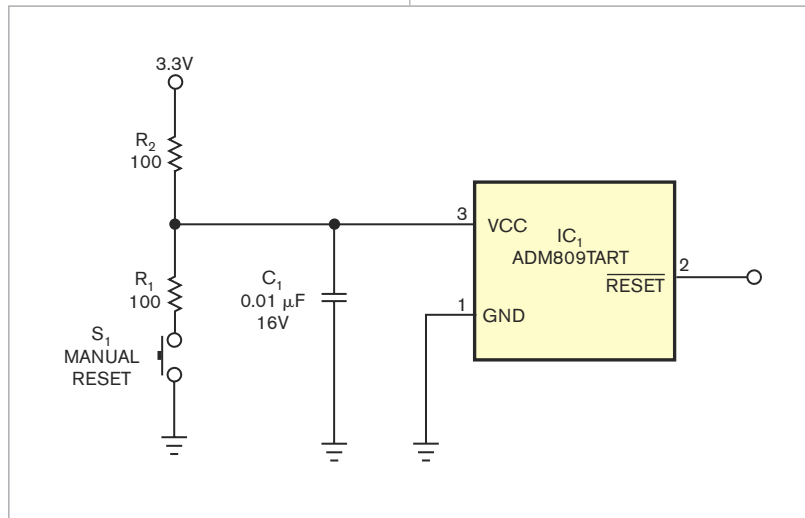 3.3V
R2
100
R1
100
S1
MANUAL
RESET
C1
0.01 μF
16V
3
VCC
IC1
ADM809TART
RESET
2
1
GND